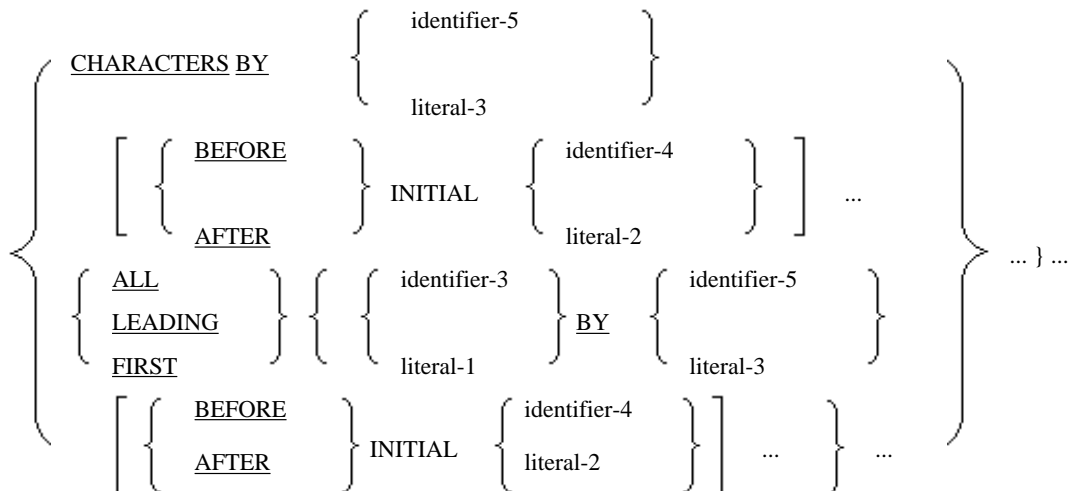 identifier-5
CHARACTERS BY
literal-3
BEFORE identifier-4
INITIAL ...
AFTER literal-2
... } ...
ALL identifier-3 identifier-5
LEADING BY
FIRST literal-1 literal-3
BEFORE identifier-4
INITIAL ... ...
AFTER literal-2